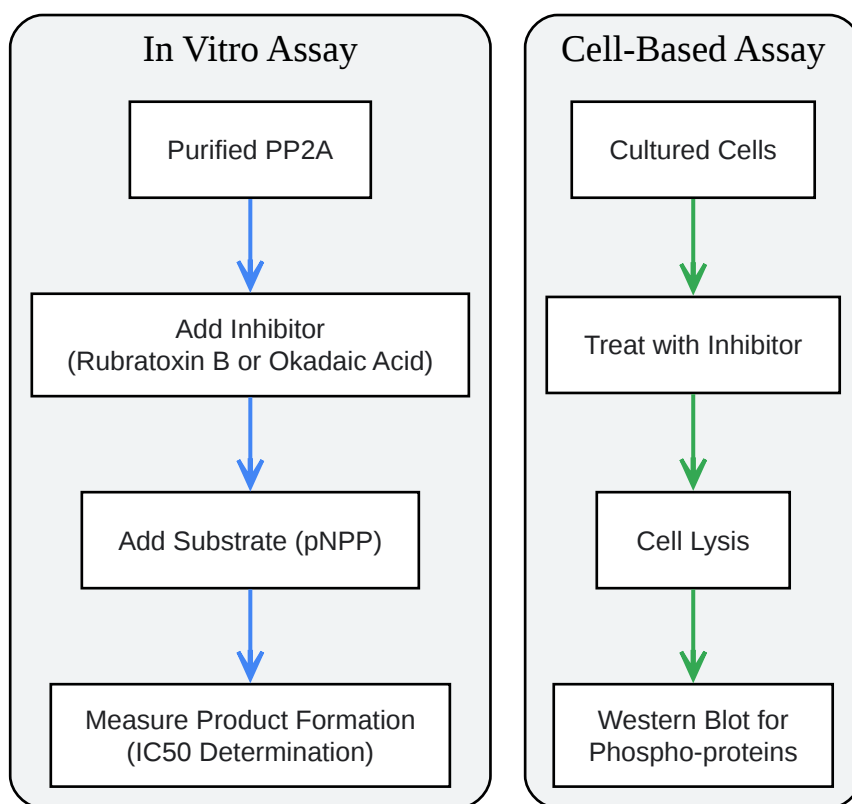 In Vitro Assay
Purified PP2A
Add Inhibitor
(Rubratoxin B or Okadaic Acid)
Add Substrate (pNPP)
Measure Product Formation
(IC50 Determination)
Cell-Based Assay
Cultured Cells
Treat with Inhibitor
Cell Lysis
Western Blot for
Phospho-proteins